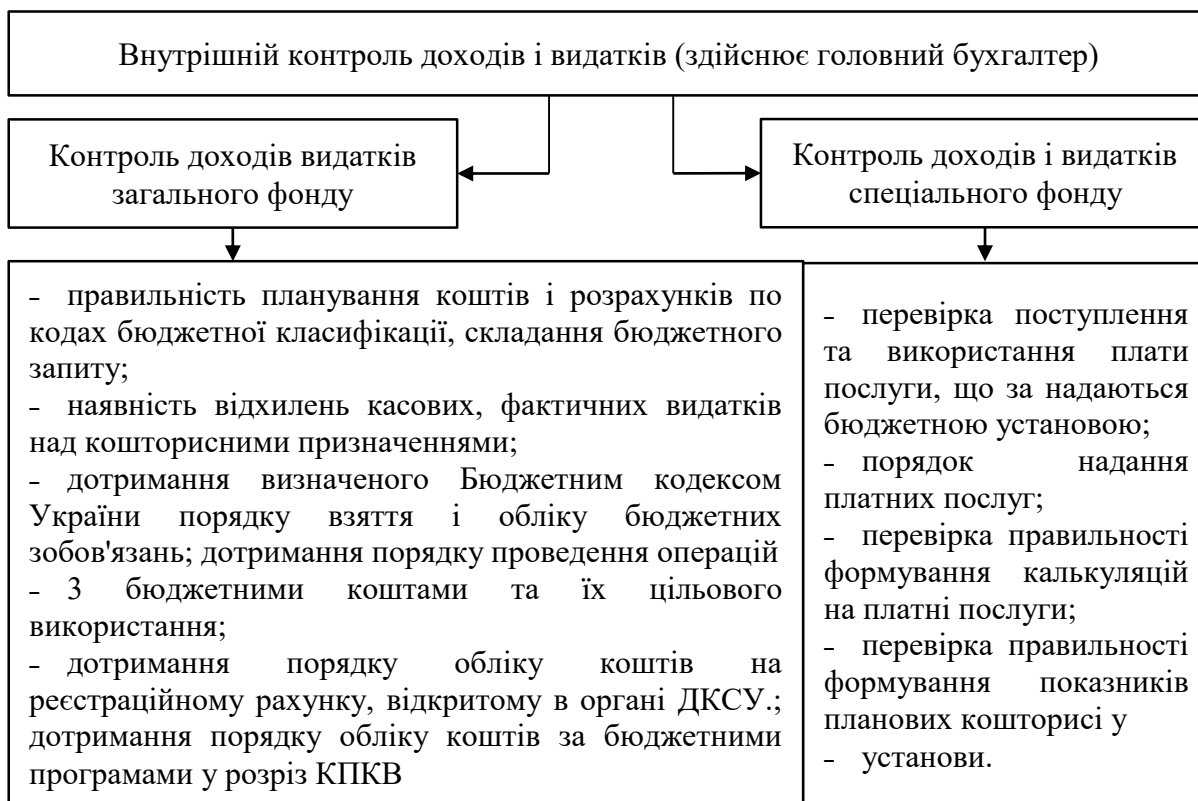 Внутрішній контроль доходів і видатків (здійснює головний бухгалтер)
Контроль доходів видатків
загального фонду
Контроль доходів і видатків
спеціального фонду
- правильність планування коштів і розрахунків по
кодах бюджетної класифікації, складання бюджетного
запиту;
- наявність відхилень касових, фактичних видатків
над кошторисними призначеннями;
- дотримання визначеного Бюджетним кодексом
України порядку взяття і обліку бюджетних
зобов'язань; дотримання порядку проведення операцій
- 3 бюджетними коштами та їх цільового
використання;
- дотримання порядку обліку коштів на
реєстраційному рахунку, відкритому в органі ДКСУ.;
дотримання порядку обліку коштів за бюджетними
програмами у розріз КПКВ
- перевірка поступлення
та використання плати
послуги, що за надаються
бюджетною установою;
- порядок надання
платних послуг;
- перевірка правильності
формування калькуляцій
на платні послуги;
- перевірка правильності
формування показників
планових кошторисі у
- установи.